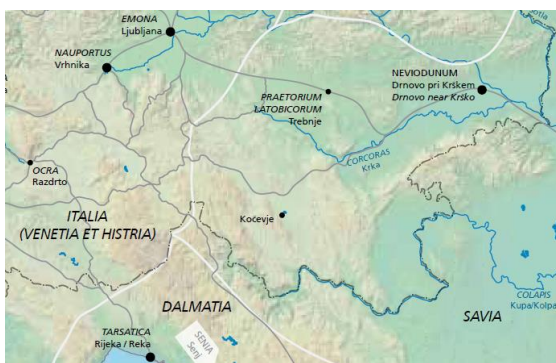 EMONA
Ljubljana
NAUPORTUS
Vrhnika
NEVIODUNUM
Drnovo pri Krškem
Drnovo near Krško
PRAETORIUM
LATOBICORUM
Trebnje
CORCORAS
Krka
OCRA
Razdrto
Kočevje
ITALIA
(VENETIA ET HISTRIA)
COLAPIS
Kupa/Kolpa
DALMATIA
SAVIA
TARSATICA
Rijeka / Reka
SENIA
Senj